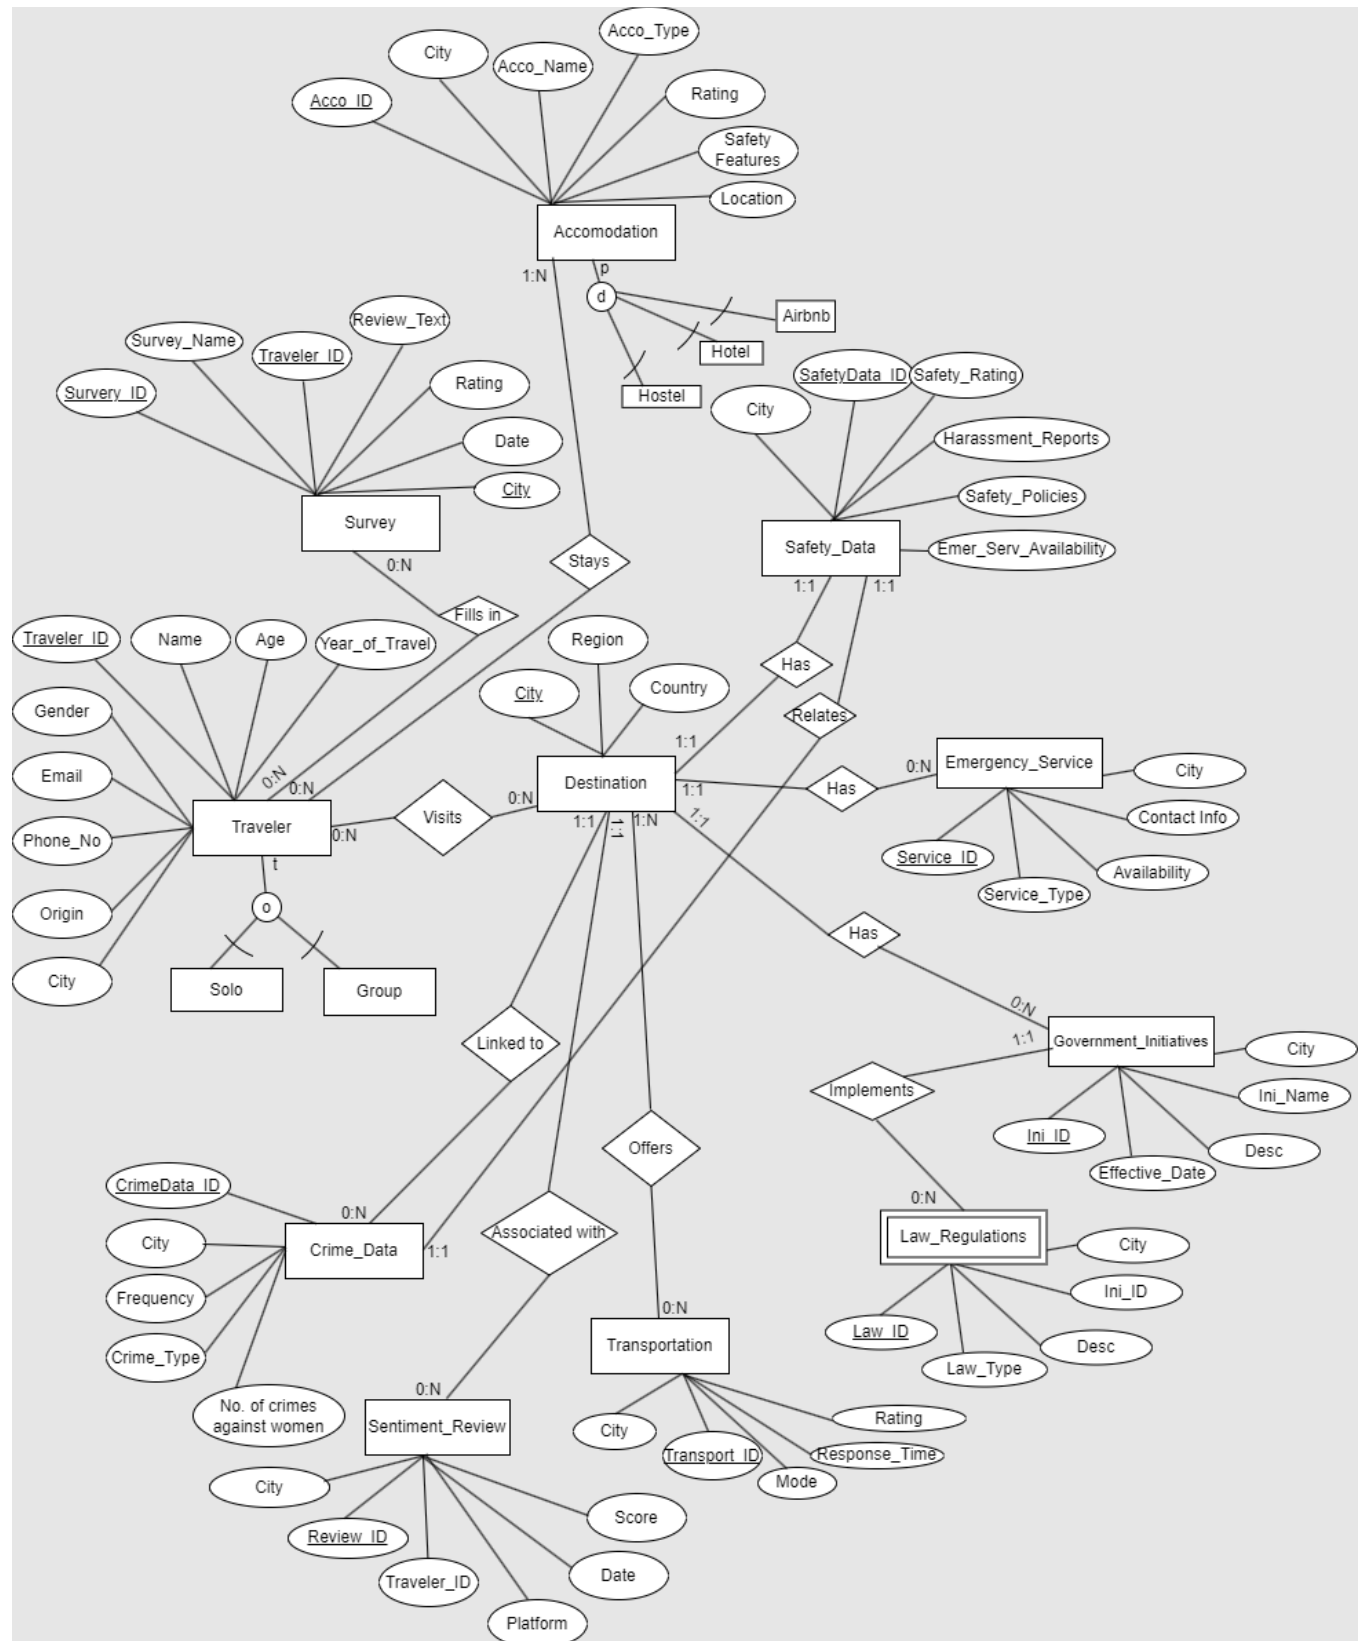 Acco_Type
City
Acco_Name
Acco_ID
Rating
Safety
Features
Location
Accomodation
1:N
p
d
Airbnb
Hotel
Hostel
Review_Text
Survey_Name
Traveler_ID
Survery_ID
Rating
Date
City
Survey
0:N
SafetyData_ID
Safety_Rating
City
Harassment_Reports
Safety_Policies
Emer_Serv_Availability
Safety_Data
1:1
1:1
Stays
Fills in
Traveler_ID
Name
Age
Year_of_Travel
Gender
Email
Phone_No
Origin
City
0:N
0:N
Traveler
0:N
t
o
Solo
Group
Visits
0:N
Region
City
Country
Destination
Has
Relates
1:1
1:1
1:1
1:1
1:1
1:N
Has
0:N
Emergency_Service
City
Contact Info
Service_ID
Availability
Service_Type
Has
0:N
1:1
Government_Initiatives
City
Ini_Name
Ini_ID
Desc
Effective_Date
Implements
0:N
Law_Regulations
City
Ini_ID
Law_ID
Desc
Law_Type
Linked to
Offers
Associated with
CrimeData_ID
0:N
City
Crime_Data
1:1
Frequency
Crime_Type
No. of crimes
against women
0:N
Transportation
City
Transport_ID
Mode
Response_Time
Rating
0:N
Sentiment_Review
City
Review_ID
Traveler_ID
Platform
Date
Score